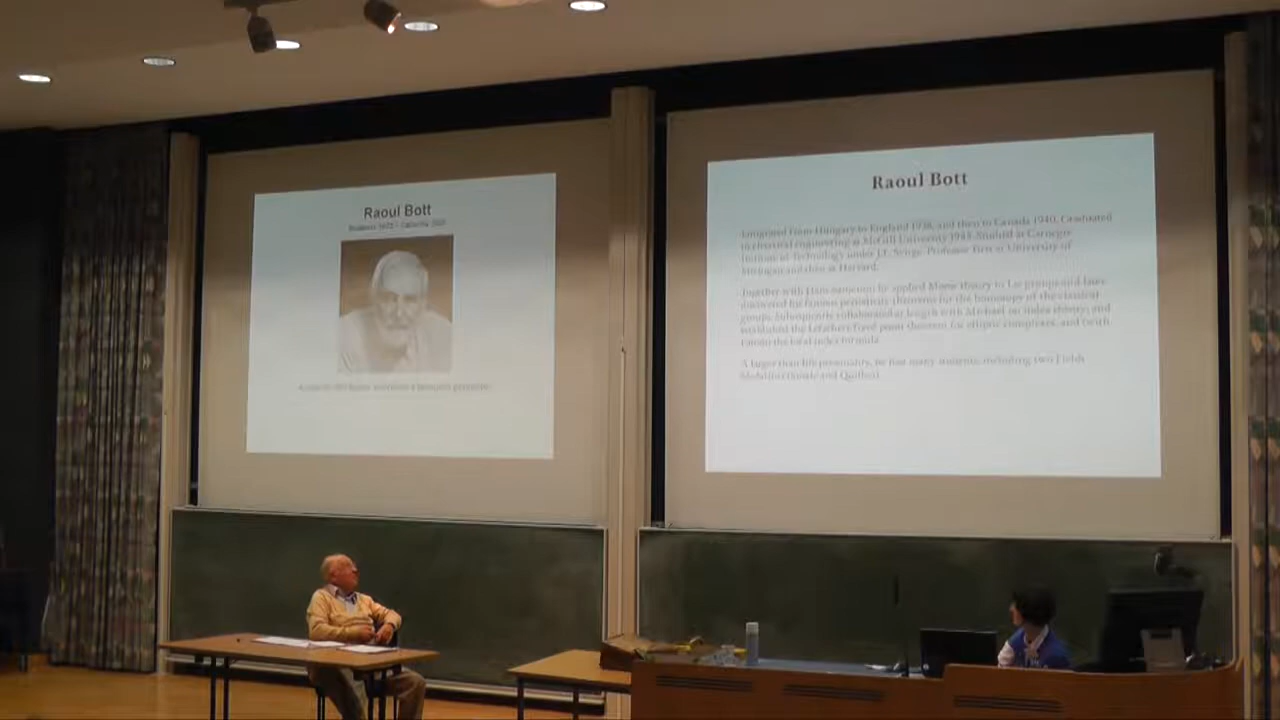 Raoul Bott
Raoul Bott
Emigrated from Hungary to England 1938, and then to Canada 1940. Graduated
in electrical engineering at McGill University 1945. Studied at Carnegie
Institute of Technology under J.L. Synge. Professor First at University of
Michigan and then at Harvard.
Together with Hans Samelson he applied Morse theory to Lie groups and later
discovered his famous periodicity theorems for the homotopy of the classical
groups. Subsequently collaborated at length with Michael on index theory, and
established the Lefschetz fixed point theorem for elliptic complexes, and (with
the local index formula.
A larger than life personality, he had many students, including two Fields
Medallists (Smale and Quillen).